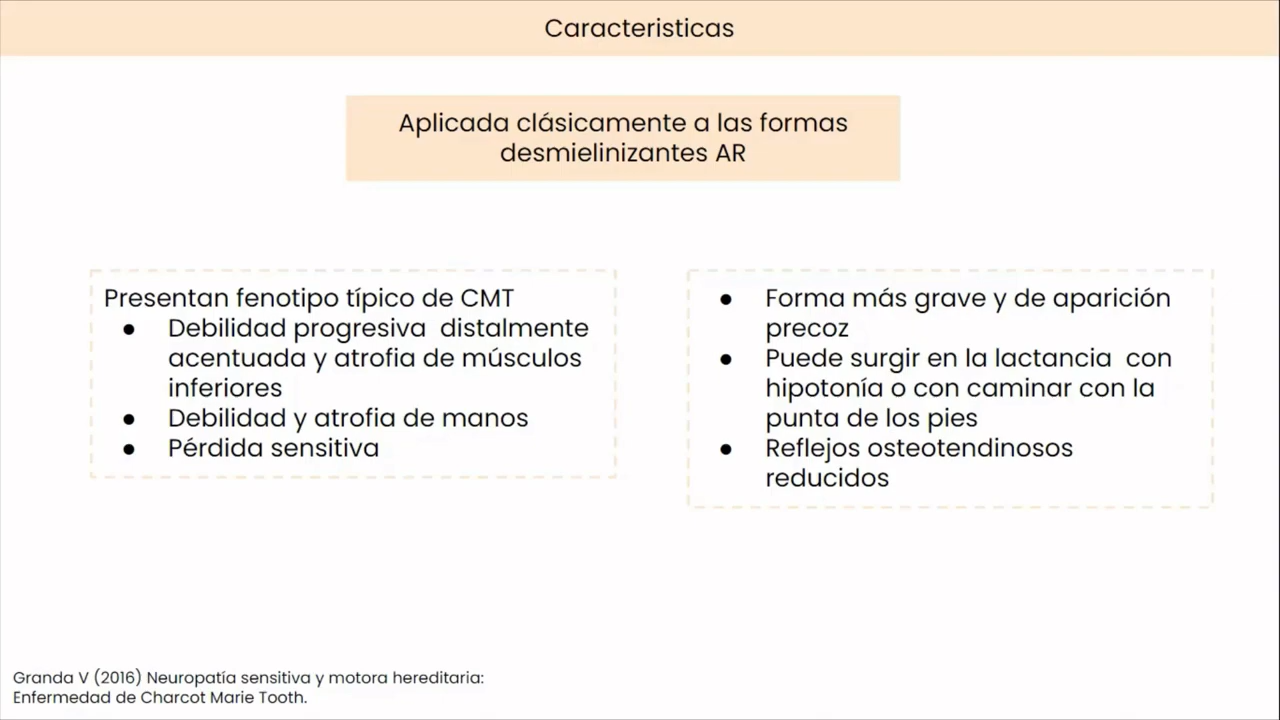 Caracteristicas
Aplicada clásicamente a las formas
desmielinizantes AR
Presentan fenotipo típico de CMT
● Debilidad progresiva distalmente
acentuada y atrofia de músculos
inferiores
● Debilidad y atrofia de manos
● Pérdida sensitiva
● Forma más grave y de aparición
precoz
● Puede surgir en la lactancia con
hipotonía o con caminar con la
punta de los pies
● Reflejos osteotendinosos
reducidos
Granda V (2016) Neuropatía sensitiva y motora hereditaria:
Enfermedad de Charcot Marie Tooth.